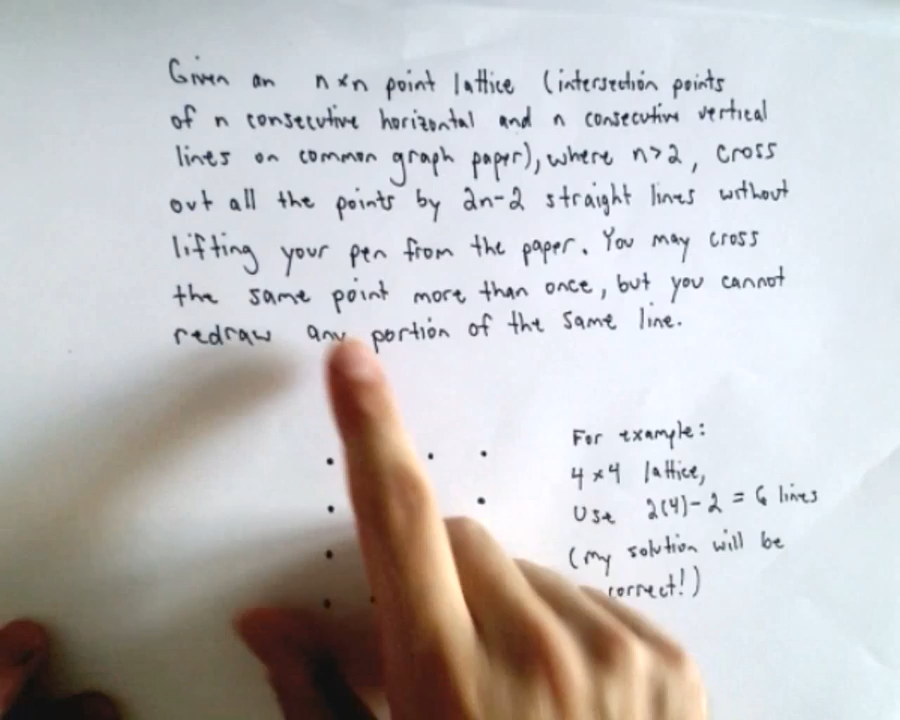 Given an n×n point lattice (intersection points
of n consecutive horizontal and n consecutive vertical
lines on common graph paper), where n>2, cross
out all the points by 2n-2 straight lines without
lifting your pen from the paper. You may cross
the same point more than once, but you cannot
redraw any portion of the same line.
For example:
4×4 lattice,
Use 2(4)-2 = 6 lines
(my solution will be
correct!)